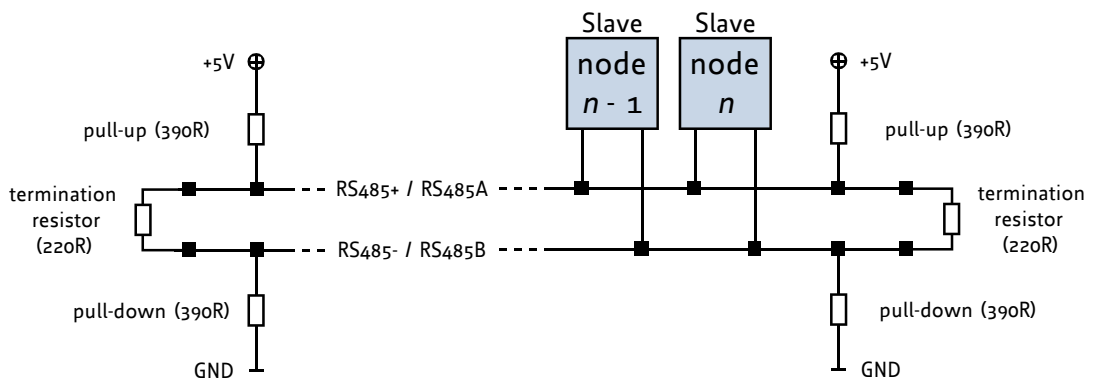 Slave
Slave
+5V
node
n - 1
node
n
+5V
pull-up (390R)
pull-up (390R)
termination
resistor
(220R)
RS485+ / RS485A
termination
resistor
(220R)
RS485- / RS485B
pull-down (390R)
pull-down (390R)
GND
GND